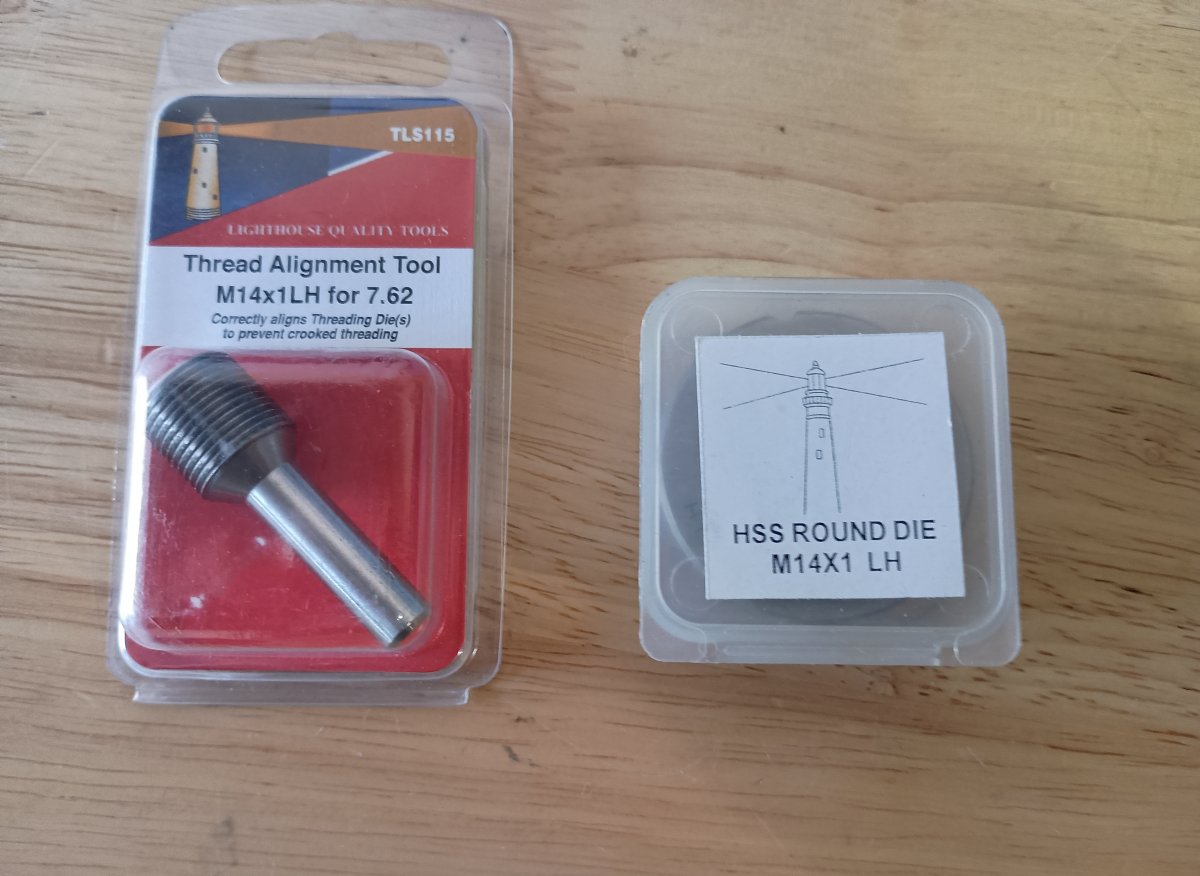 TLS115
LIGHTHOUSE QUALITY TOOLS
Thread Alignment Tool
M14x1LH for 7.62
Correctly aligns Threading Die(s)
to prevent crooked threading
HSS ROUND DIE
M14X1 LH